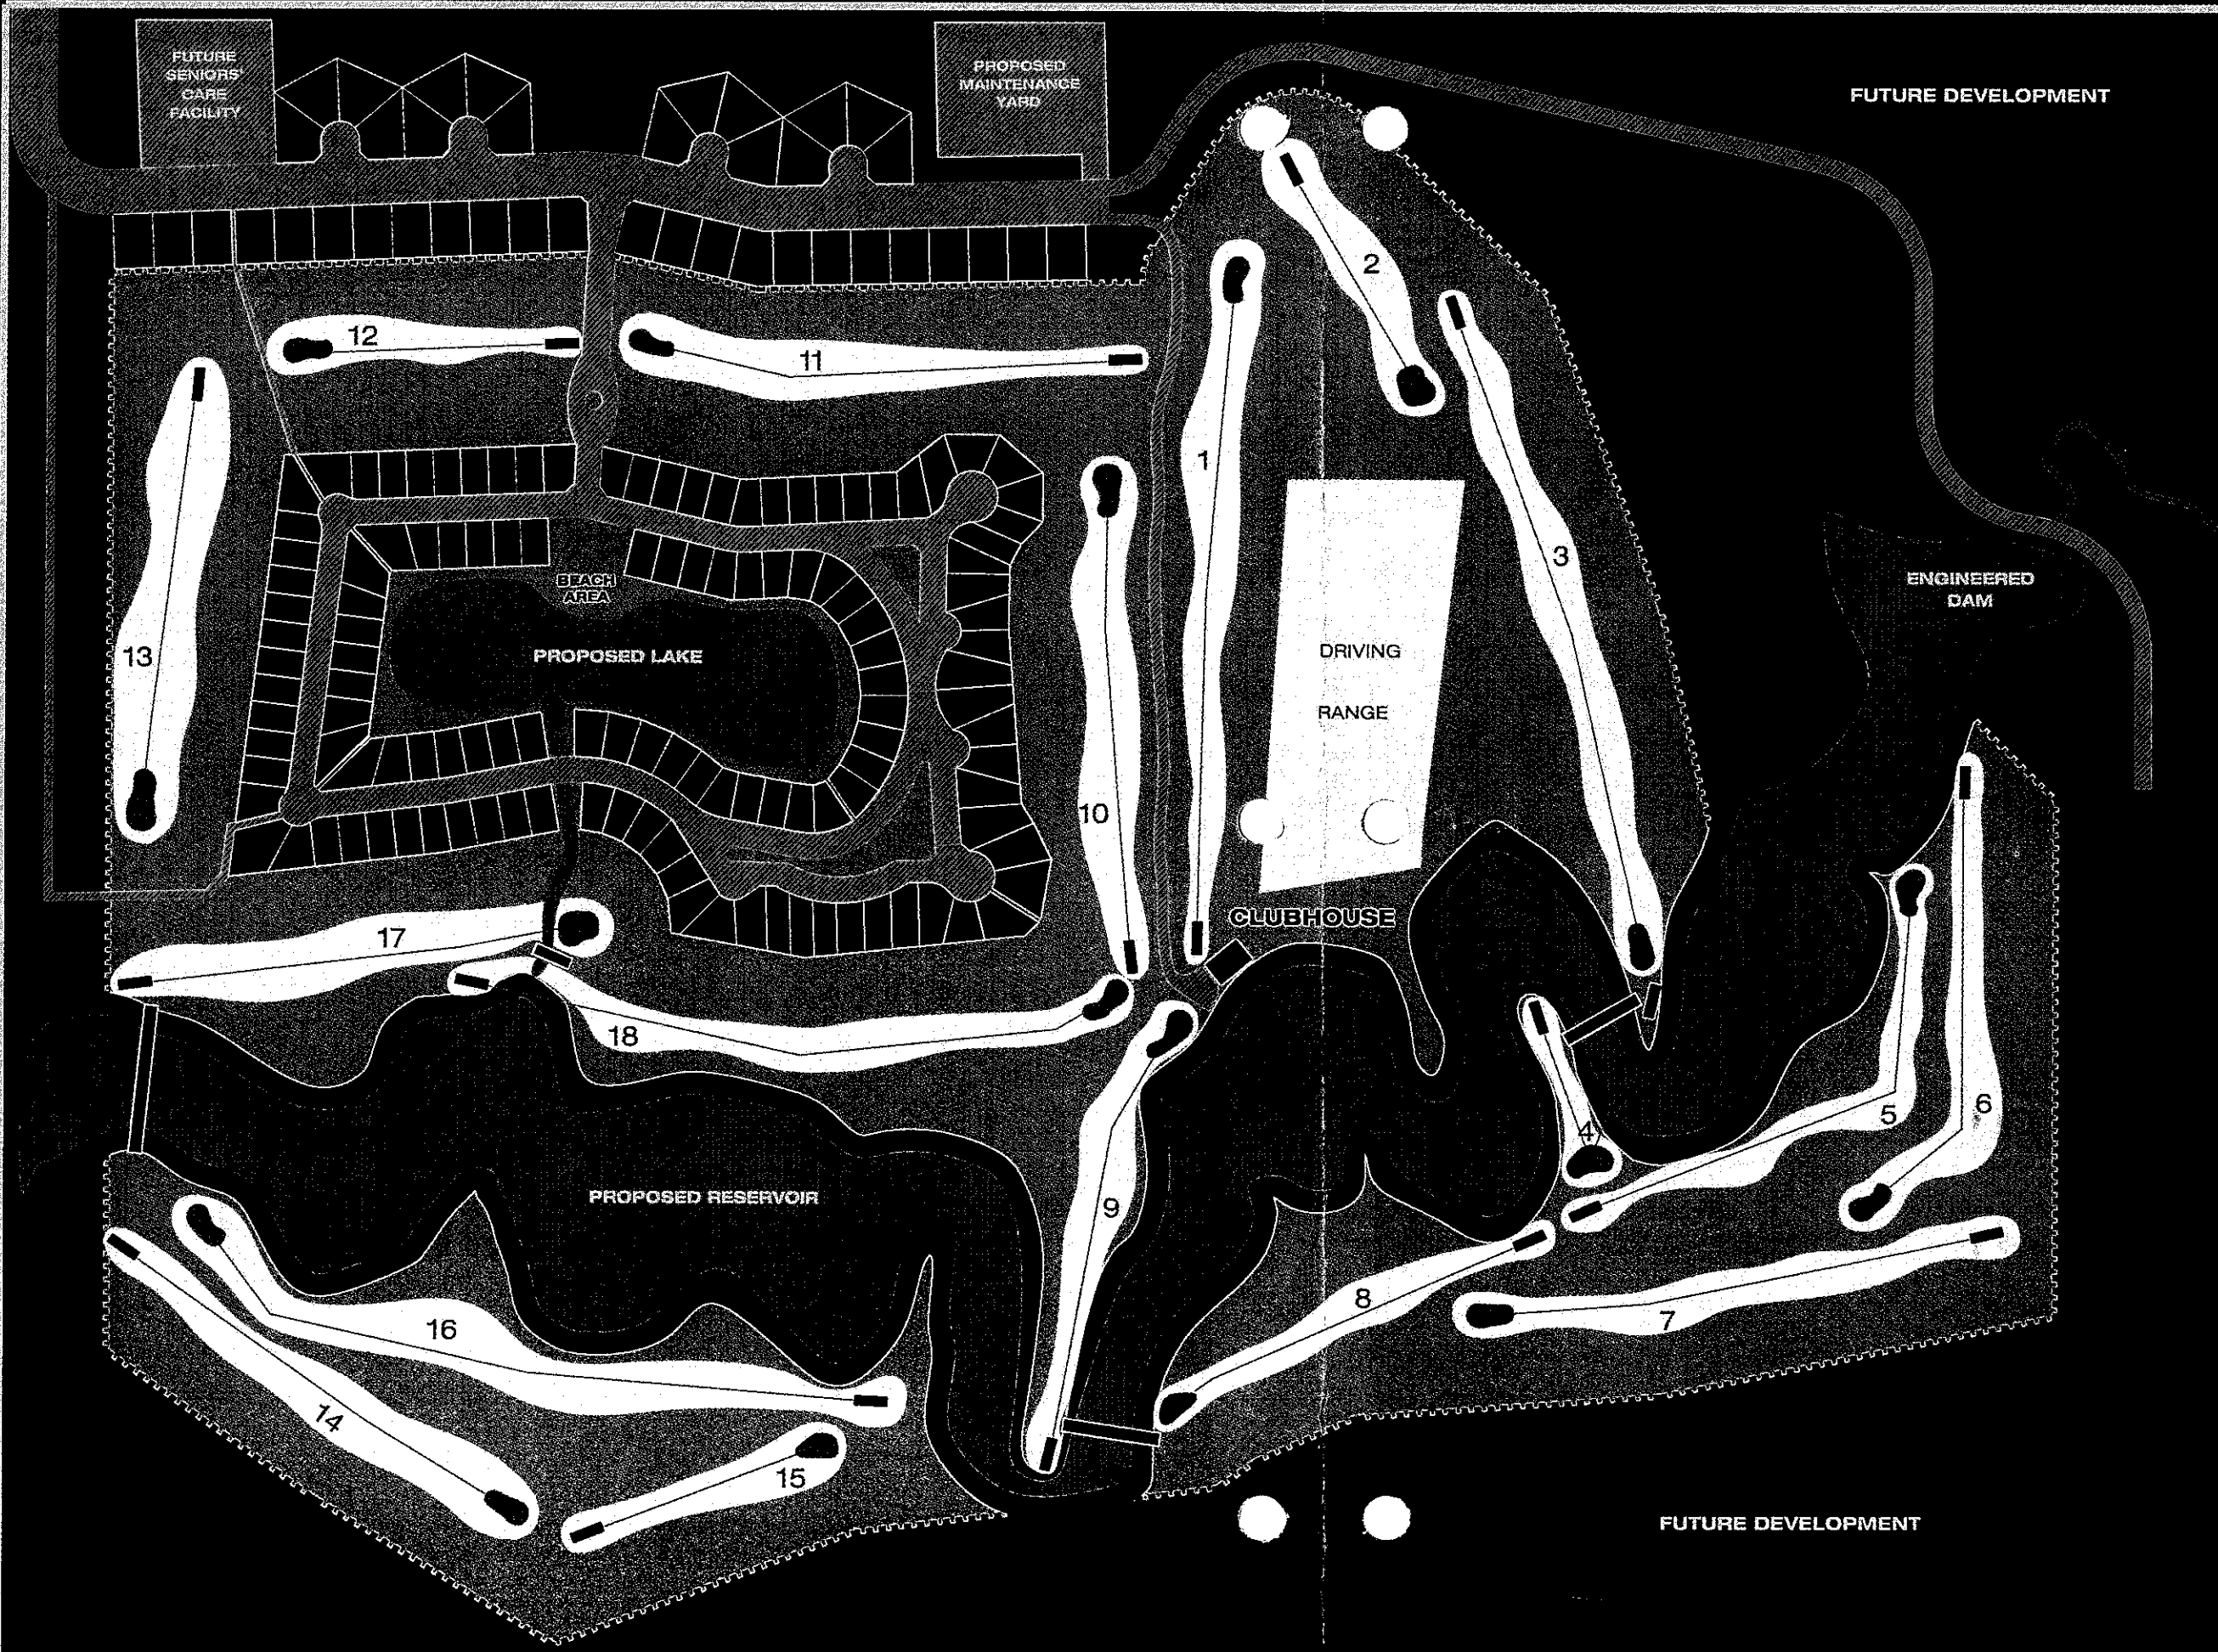 FUTURE
SENIORS'
CARE
FACILITY
PROPOSED
MAINTENANCE
YARD
FUTURE DEVELOPMENT
2
12
11
1
3
BEACH
AREA
PROPOSED LAKE
13
DRIVING
RANGE
ENGINEERED
DAM
10
CLUBHOUSE
17
18
4
5
6
PROPOSED RESERVOIR
9
8
7
16
14
15
FUTURE DEVELOPMENT